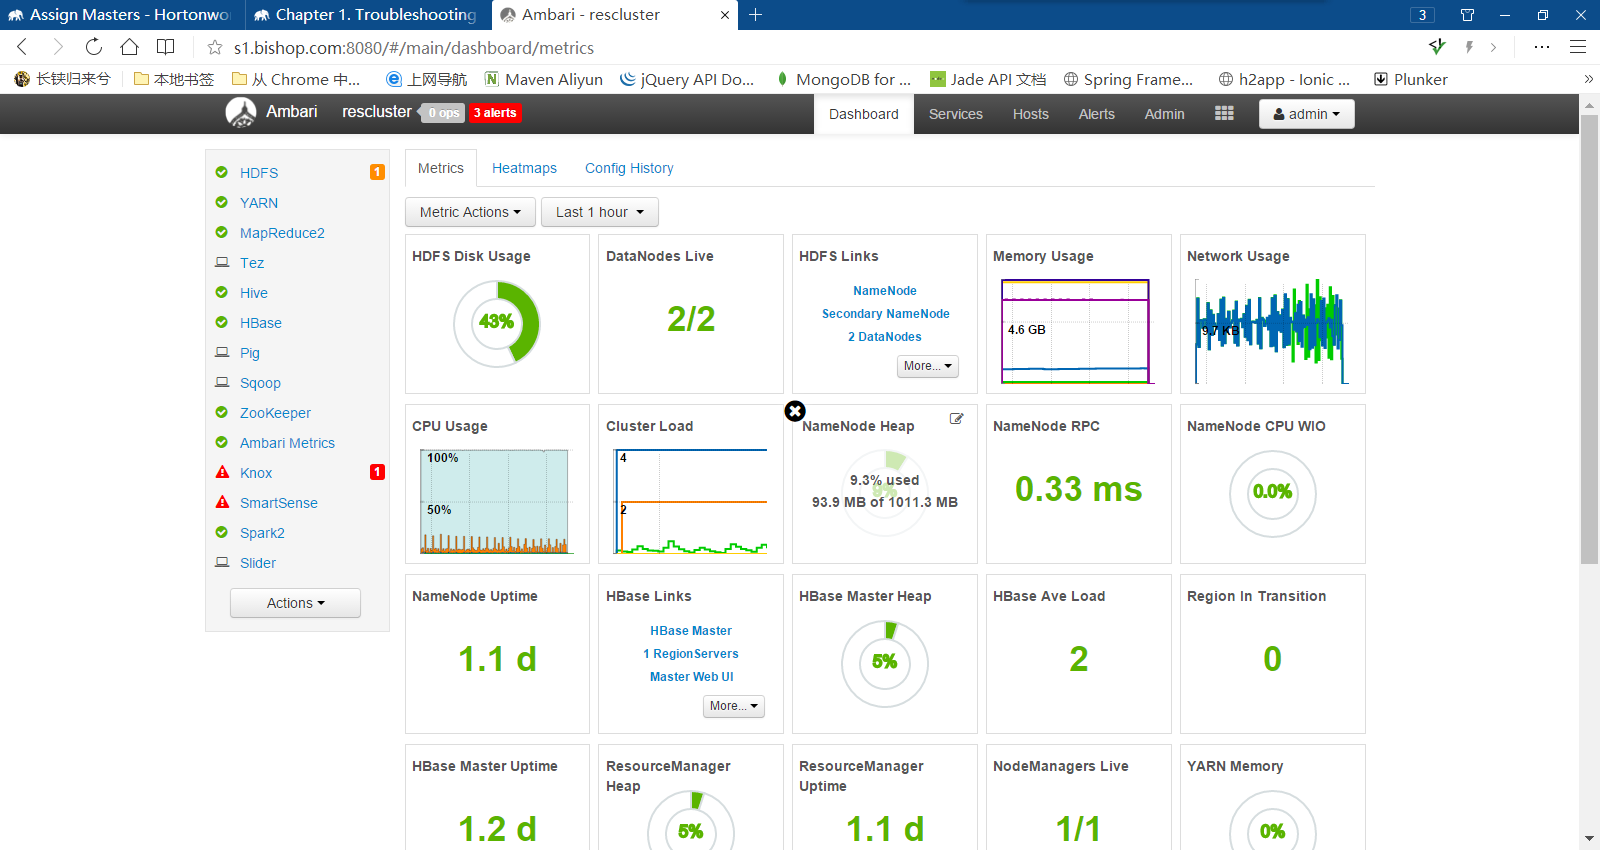 Assign Masters - Hortonwo
Chapter 1. Troubleshooting
Ambari - rescluster
3
s1.bishop.com:8080/#/main/dashboard/metrics
长铗归来兮
本地书签
从 Chrome 中...
上网导航
Maven Aliyun
jQuery API Do...
MongoDB for ...
Jade API 文档
Spring Frame...
h2app - Ionic ...
Plunker
Ambari
rescluster
0 ops
3 alerts
Dashboard
Services
Hosts
Alerts
Admin
admin
HDFS 1
YARN
MapReduce2
Tez
Hive
HBase
Pig
Sqoop
ZooKeeper
Ambari Metrics
Knox 1
SmartSense
Spark2
Slider
Actions
Metrics
Heatmaps
Config History
Metric Actions
Last 1 hour
HDFS Disk Usage
43%
DataNodes Live
2/2
HDFS Links
NameNode
Secondary NameNode
2 DataNodes
More...
Memory Usage
4.6 GB
Network Usage
9.7 KB
CPU Usage
100%
50%
Cluster Load
4
2
NameNode Heap
9%
9.3% used
93.9 MB of 1011.3 MB
NameNode RPC
0.33 ms
NameNode CPU WIO
0.0%
NameNode Uptime
1.1 d
HBase Links
HBase Master
1 RegionServers
Master Web UI
More...
HBase Master Heap
5%
HBase Ave Load
2
Region In Transition
0
HBase Master Uptime
1.2 d
ResourceManager
Heap
5%
ResourceManager
Uptime
1.1 d
NodeManagers Live
1/1
YARN Memory
0%